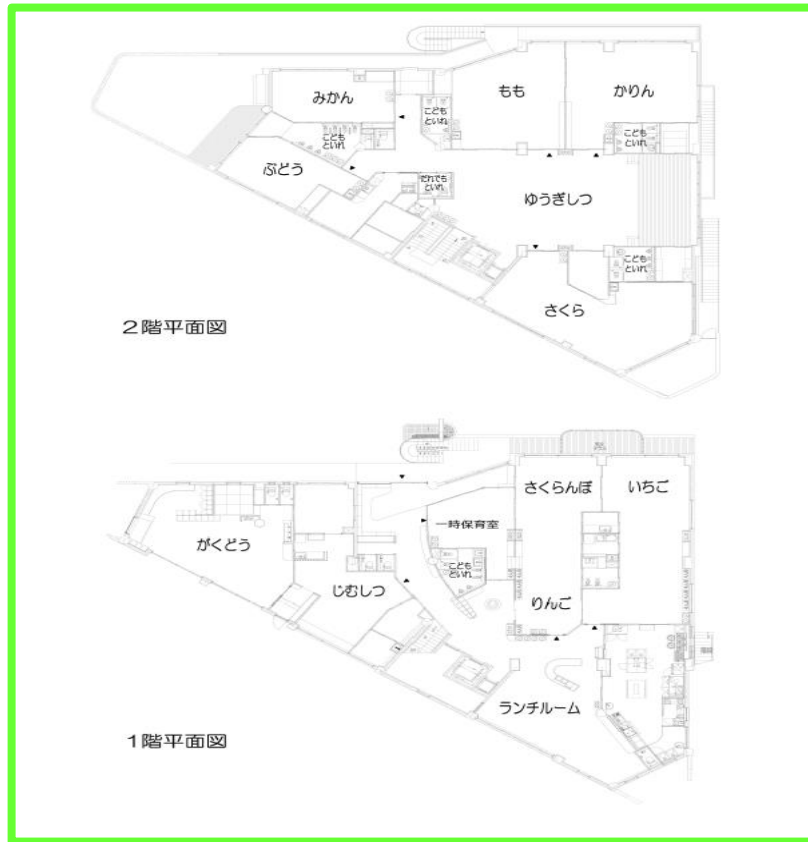 みかん
もも
かりん
こども
といれ
こども
といれ
こども
といれ
ぶどう
だれでも
といれ
ゆうぎしつ
こども
といれ
さくら
2階平面図
さくらんぼ
いちご
一時保育室
がくどう
こども
といれ
じむしつ
りんご
ランチルーム
1階平面図